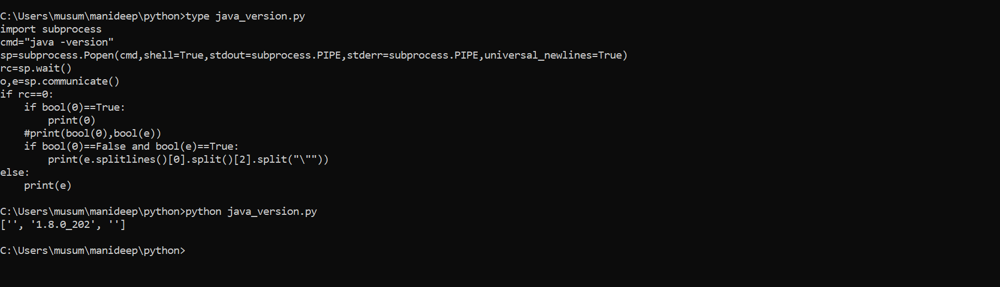 C:\Users\musum\manideep\python>type java_version.py
import subprocess
cmd="java -version"
sp=subprocess.Popen(cmd,shell=True,stdout=subprocess.PIPE,stderr=subprocess.PIPE,universal_newlines=True)
rc=sp.wait()
o,e=sp.communicate()
if rc==0:
    if bool(0)==True:
        print(0)
    #print(bool(0),bool(e))
    if bool(0)==False and bool(e)==True:
        print(e.splitlines()[0].split()[2].split("\""))
else:
    print(e)
C:\Users\musum\manideep\python>python java_version.py
['', '1.8.0_202', '']
C:\Users\musum\manideep\python>